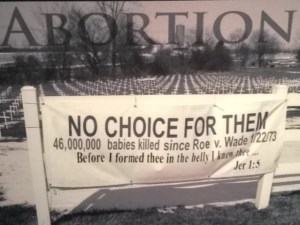 ABORTION
NO CHOICE FOR THEM
46,000,000 babies killed since Roe v. Wade 1/22/73
Before I formed thee in the belly I knew thee ...
Jer 1:5